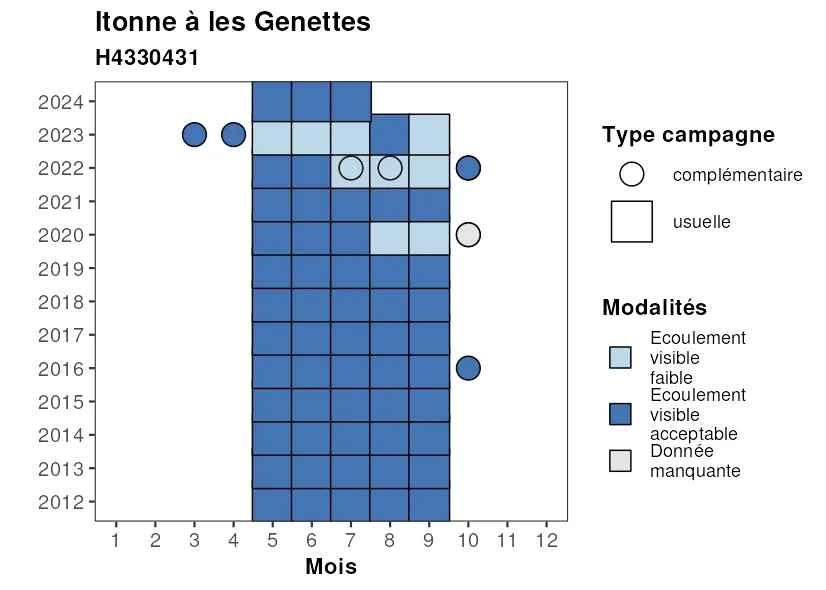 Itonne à les Genettes
H4330431
2024
2023
2022
2021
2020
2019
2018
2017
2016
2015
2014
2013
2012
1 2 3 4 5 6 7 8 9 10 11 12
Mois
Type campagne
complémentaire
usuelle
Modalités
Ecoulement
visible
faible
Ecoulement
visible
acceptable
Donnée
manquante